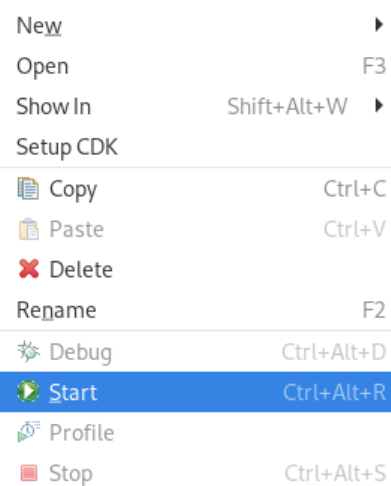 New
Open F3
Show In Shift+Alt+W
Setup CDK
Copy Ctrl+C
Paste Ctrl+V
Delete
Rename F2
Debug Ctrl+Alt+D
Start Ctrl+Alt+R
Profile
Stop Ctrl+Alt+S